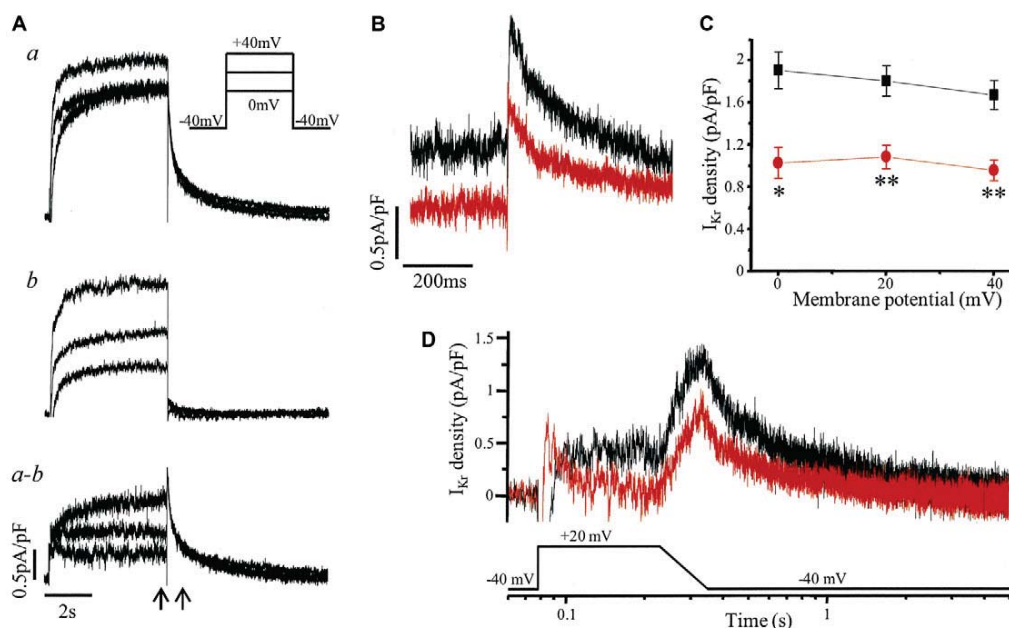 A
a
+40mV
0mV
-40mV
-40mV
b
a-b
0.5pA/pF
2s
B
0.5pA/pF
200ms
C
IKr density (pA/pF)
2
1.6
1.2
0.8
0.4
0
* ** **
0 20 40
Membrane potential (mV)
D
IKr density (pA/pF)
1.5
1
0.5
0
+20 mV
-40 mV
-40 mV
0.1 1
Time (s)